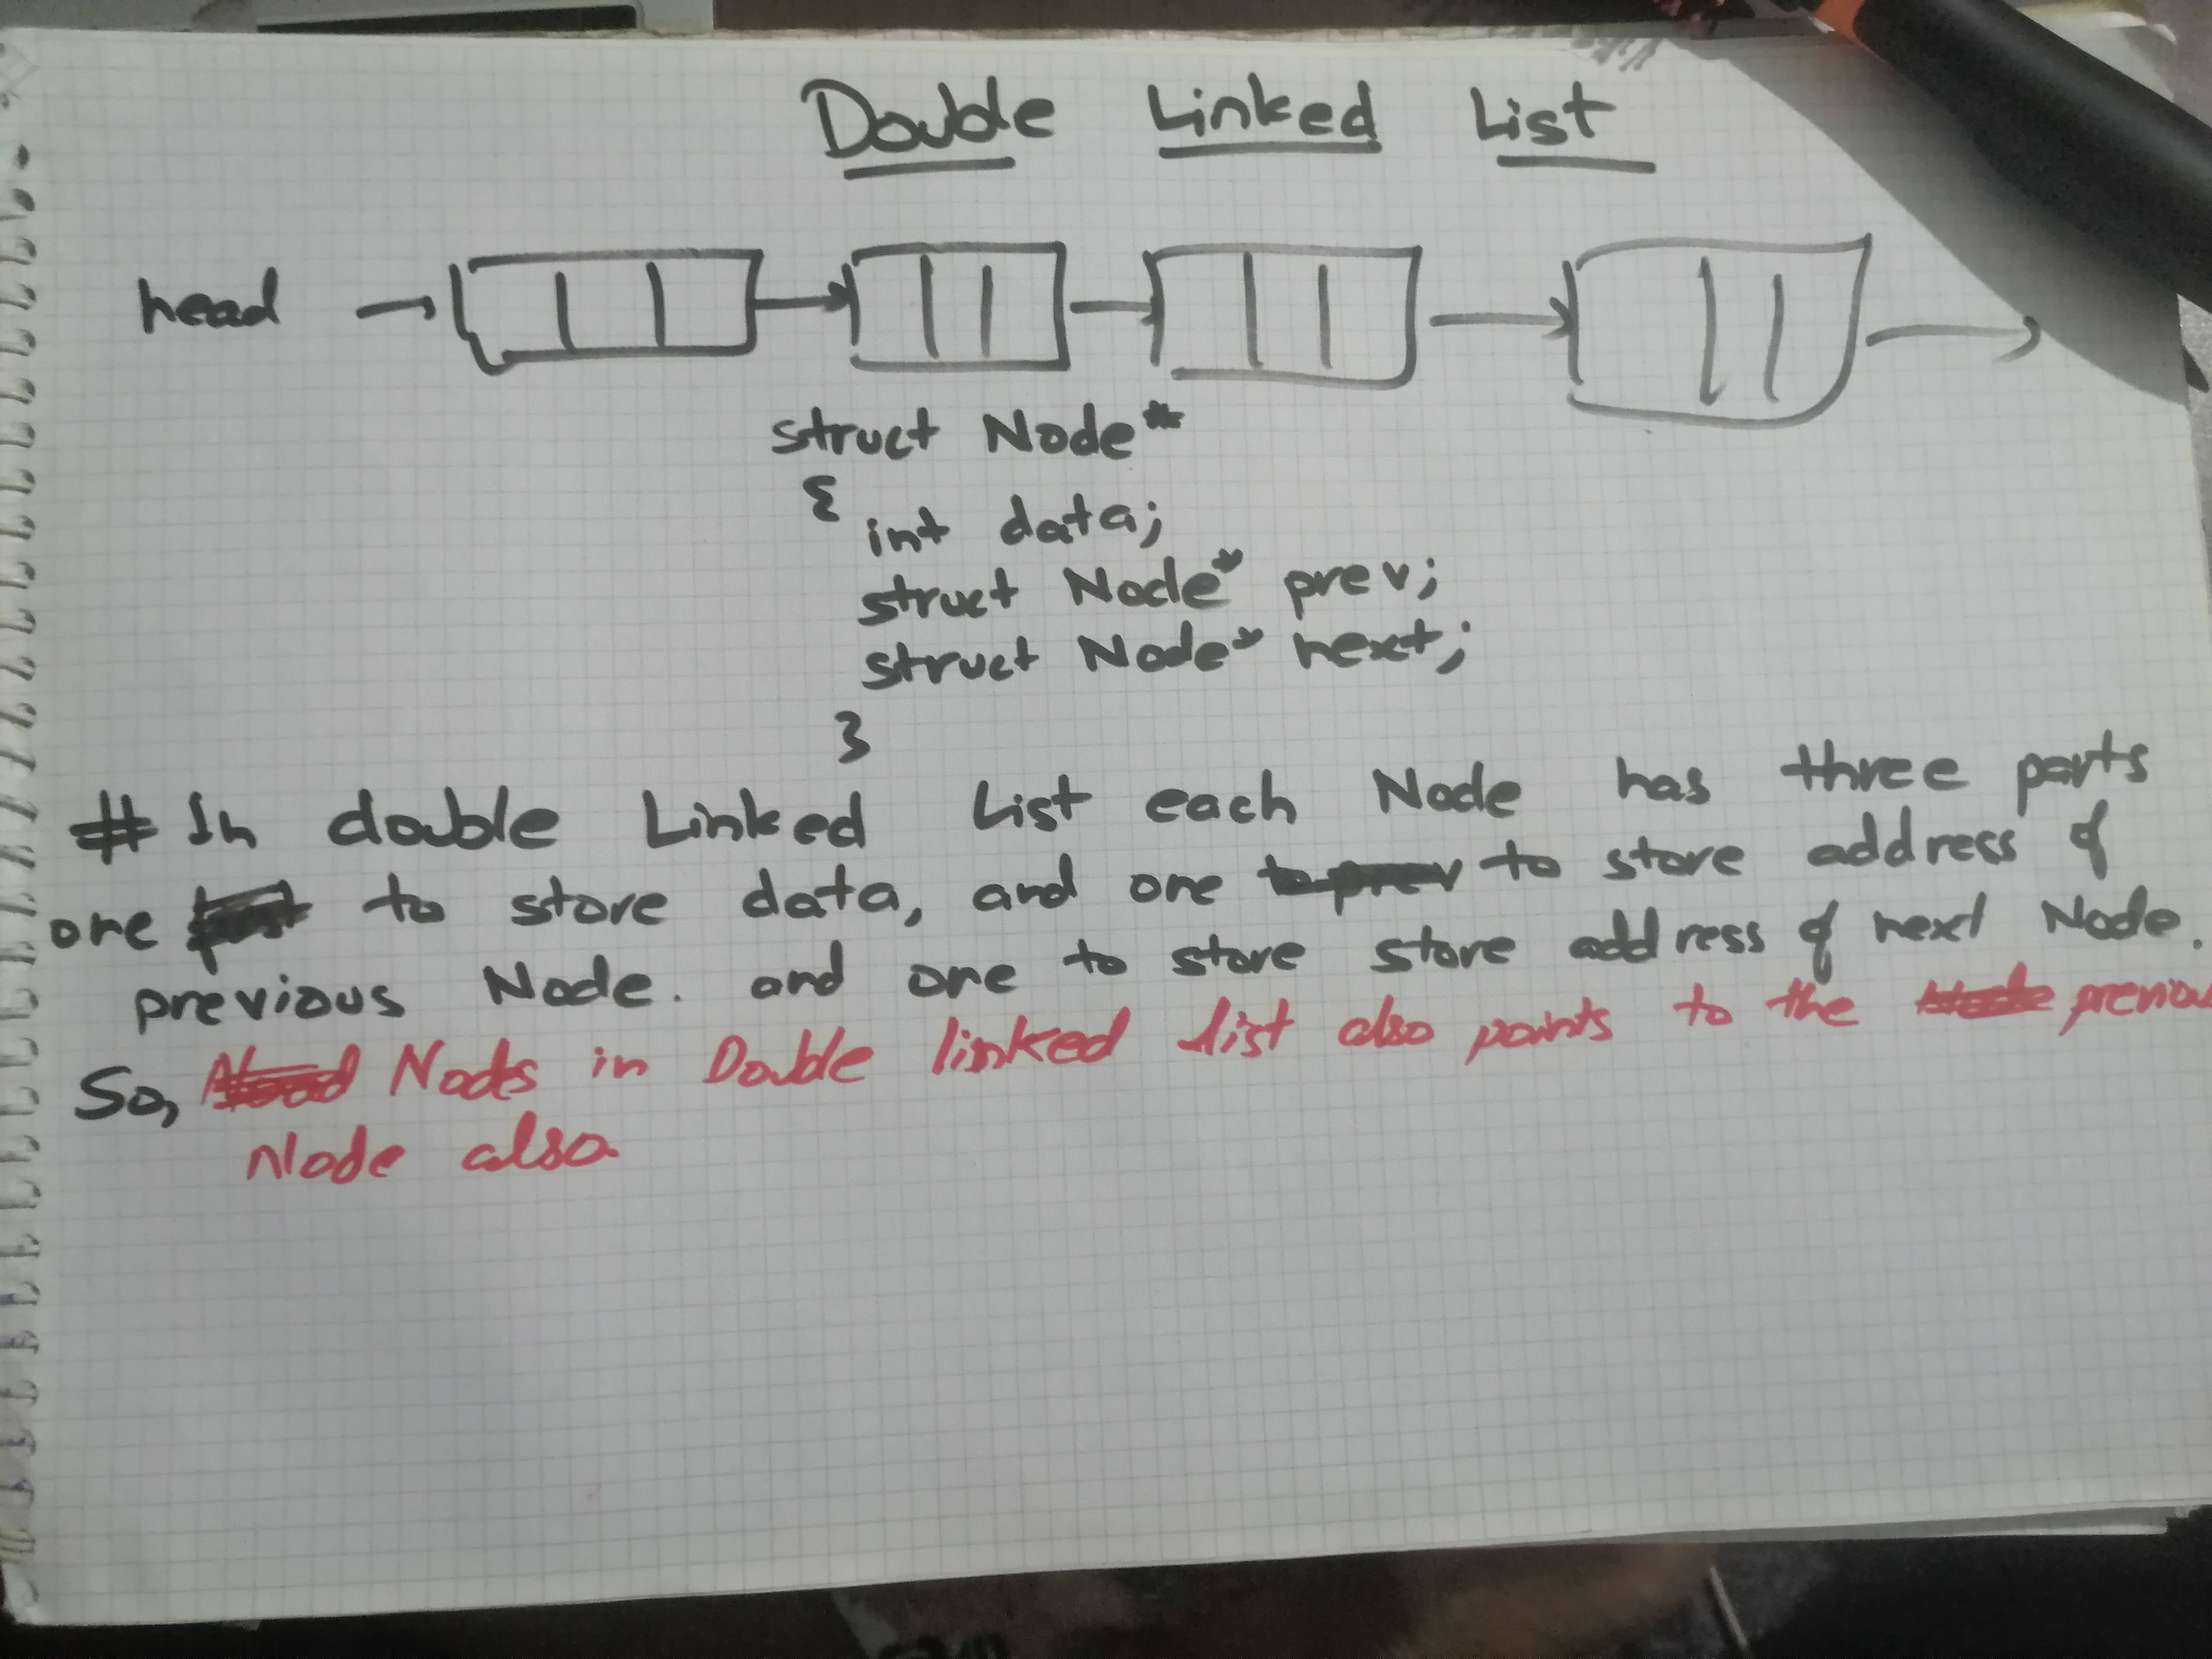 Double Linked List
head
struct Node*
{ int data;
struct Node* prev;
struct Node* next;
}
# In double Linked List each Node has three parts
one to store data, and one to store address of
previous Node. and one to store store address of next Node.
So, Nodes in Double linked list also points to the
Node also